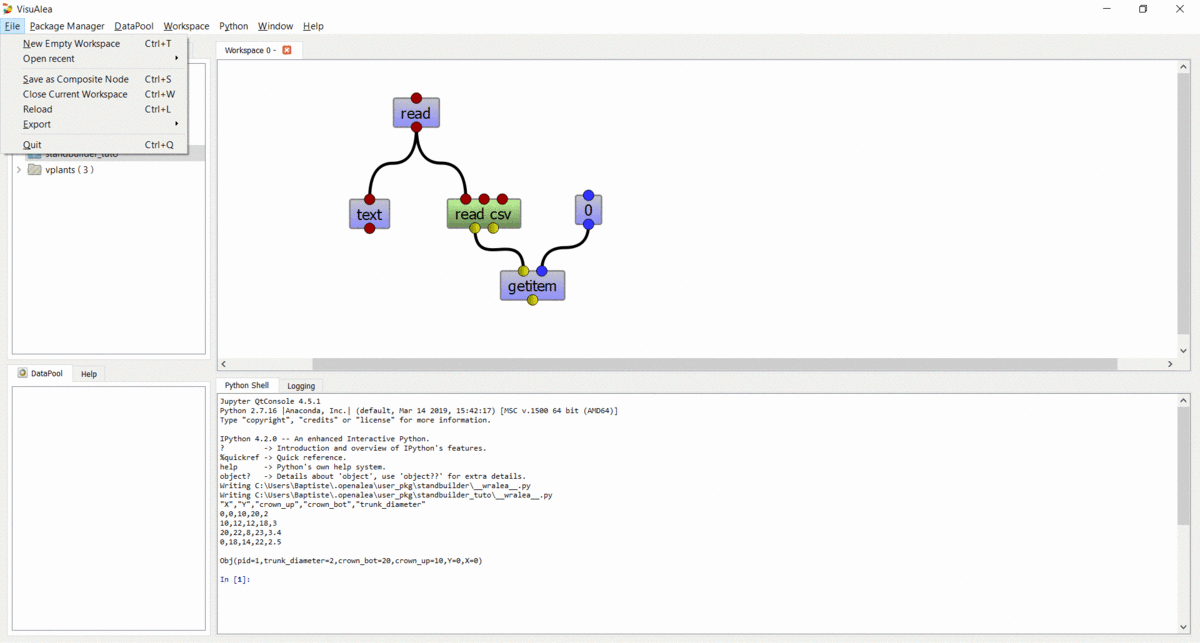 VisuAlea
File Package Manager DataPool Workspace Python Window Help
New Empty Workspace Ctrl+T
Open recent
Save as Composite Node Ctrl+S
Close Current Workspace Ctrl+W
Reload Ctrl+L
Export
Quit Ctrl+Q
standbuilder_tuto
vplants ( 3 )
Workspace 0 -
read
text
read csv
0
getitem
DataPool Help
Python Shell Logging
Jupyter QtConsole 4.5.1
Python 2.7.16 |Anaconda, Inc.| (default, Mar 14 2019, 15:42:17) [MSC v.1500 64 bit (AMD64)]
Type "copyright", "credits" or "license" for more information.
IPython 4.2.0 -- An enhanced Interactive Python.
? -> Introduction and overview of IPython's features.
%quickref -> Quick reference.
help -> Python's own help system.
object? -> Details about 'object', use 'object??' for extra details.
Writing C:\Users\Baptiste\.openalea\user_pkg\standbuilder\__wralea__.py
Writing C:\Users\Baptiste\.openalea\user_pkg\standbuilder_tuto\__wralea__.py
"X","Y","crown_up","crown_bot","trunk_diameter"
0,0,10,20,2
10,12,12,18,3
20,22,8,23,3.4
0,18,14,22,2.5
Obj(pid=1,trunk_diameter=2,crown_bot=20,crown_up=10,Y=0,X=0)
In [1]: